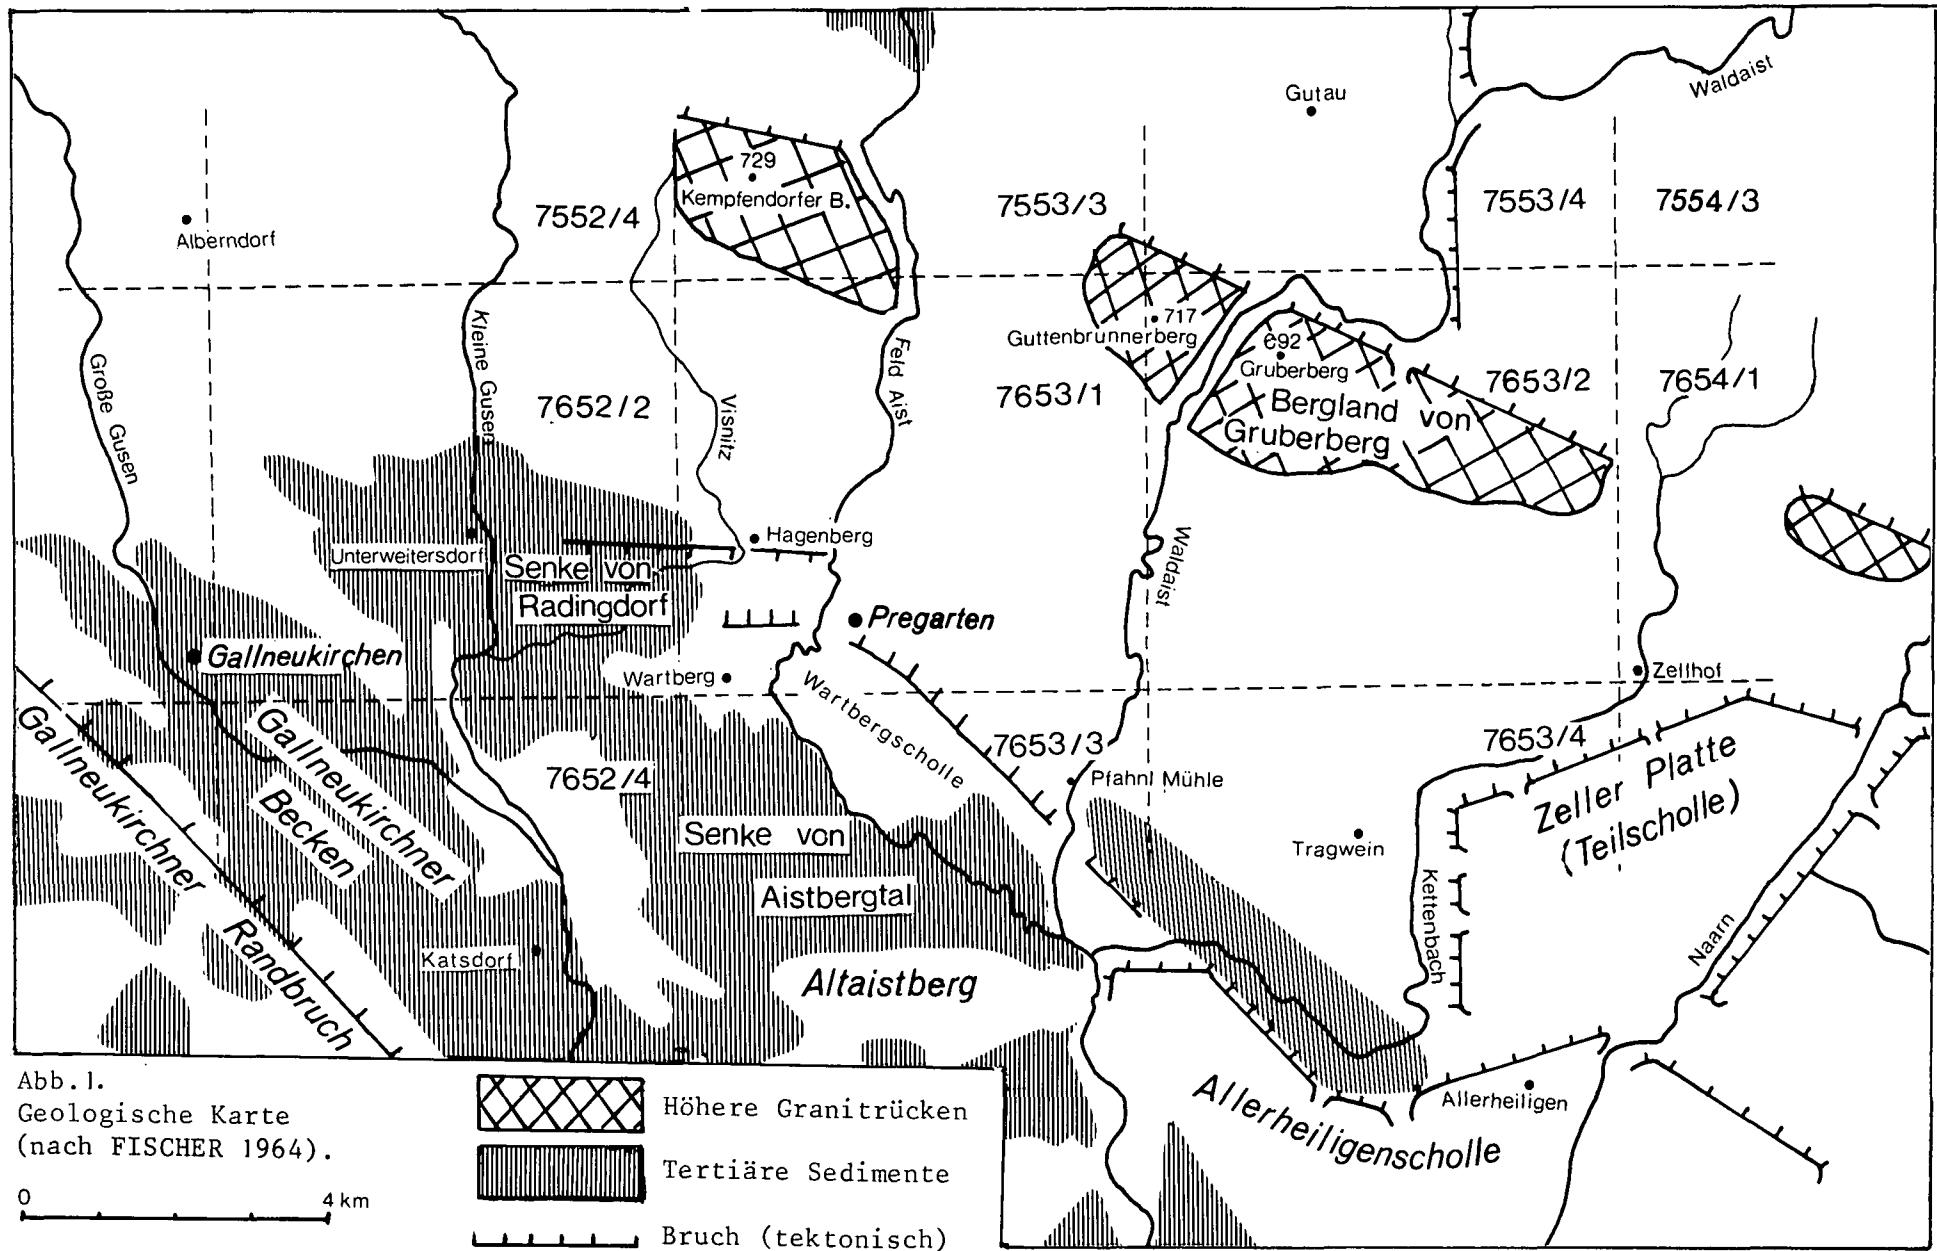 Gutau
Waldaist
729
Kempfendorfer B.
7552/4
7553/3
7553/4
7554/3
Alberndorf
717
Guttenbrunnerberg
692
Gruberberg
Bergland von
Gruberberg
Große Gusen
Kleine Gusen
Visnitz
Feld Aist
7652/2
7653/1
7653/2
7654/1
Hagenberg
Unterweitersdorf
Senke von
Radingdorf
Waldaist
Pregarten
Gallneukirchen
Wartberg
Zellhof
Wartbergscholle
7653/3
7653/4
Pfahnl Mühle
Gallneukirchner
Becken
Gallneukirchner
Randbruch
7652/4
Senke von
Aistbergtal
Tragwein
Zeller Platte
(Teilscholle)
Kettenbach
Naarn
Katsdorf
Altaistberg
Allerheiligen
Allerheiligenscholle
Abb.1.
Geologische Karte
(nach FISCHER 1964).
0 4 km
Höhere Granitrücken
Tertiäre Sedimente
Bruch (tektonisch)